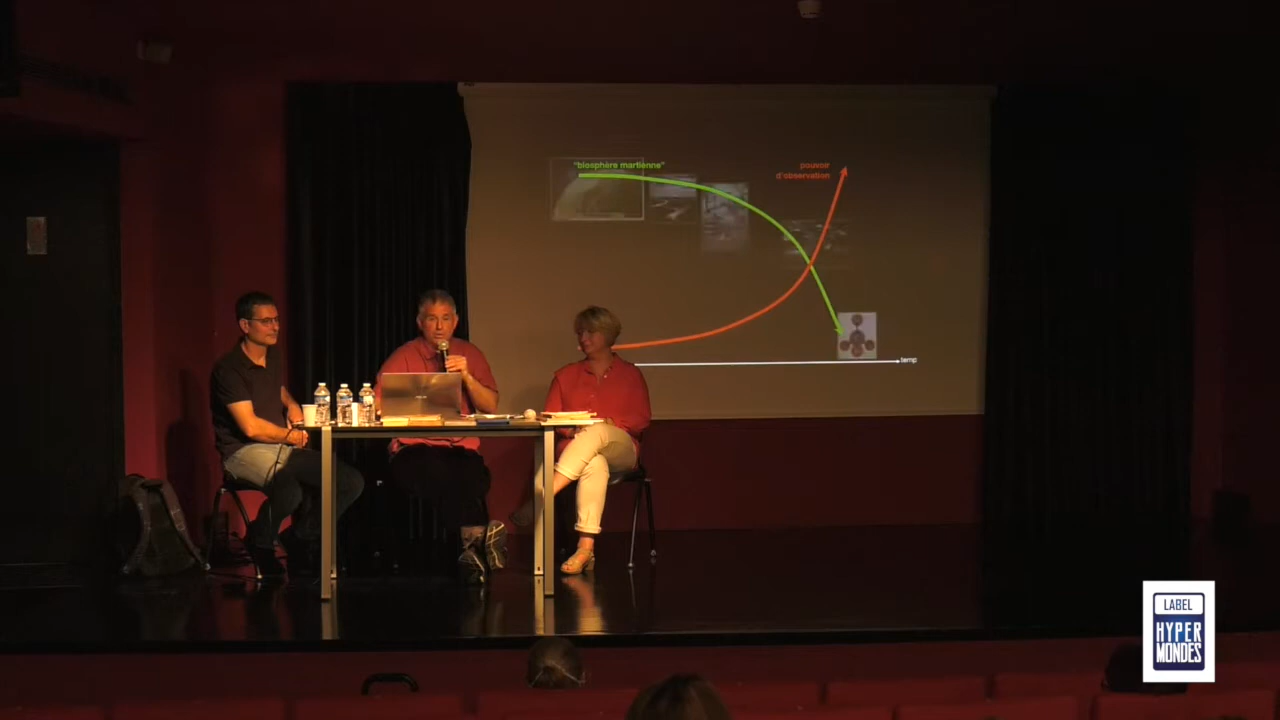 "biosphère martienne"
pouvoir
d'observation
temp
LABEL
HYPER
MONDES